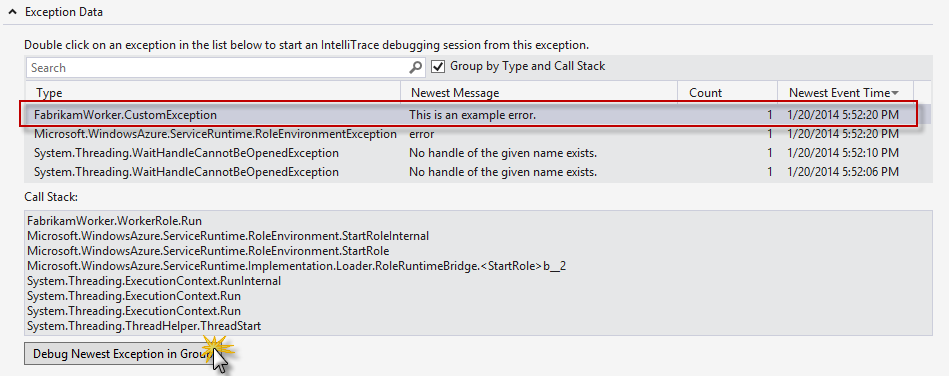 Exception Data
Double click on an exception in the list below to start an IntelliTrace debugging session from this exception.
Search Group by Type and Call Stack
Type Newest Message Count Newest Event Time
FabrikamWorker.CustomException This is an example error. 1 1/20/2014 5:52:20 PM
Microsoft.WindowsAzure.ServiceRuntime.RoleEnvironmentException error 1 1/20/2014 5:52:20 PM
System.Threading.WaitHandleCannotBeOpenedException No handle of the given name exists. 1 1/20/2014 5:52:10 PM
System.Threading.WaitHandleCannotBeOpenedException No handle of the given name exists. 1 1/20/2014 5:52:06 PM
Call Stack:
FabrikamWorker.WorkerRole.Run
Microsoft.WindowsAzure.ServiceRuntime.RoleEnvironment.StartRoleInternal
Microsoft.WindowsAzure.ServiceRuntime.RoleEnvironment.StartRole
Microsoft.WindowsAzure.ServiceRuntime.Implementation.Loader.RoleRuntimeBridge.<StartRole>b__2
System.Threading.ExecutionContext.RunInternal
System.Threading.ExecutionContext.Run
System.Threading.ExecutionContext.Run
System.Threading.ThreadHelper.ThreadStart
Debug Newest Exception in Group